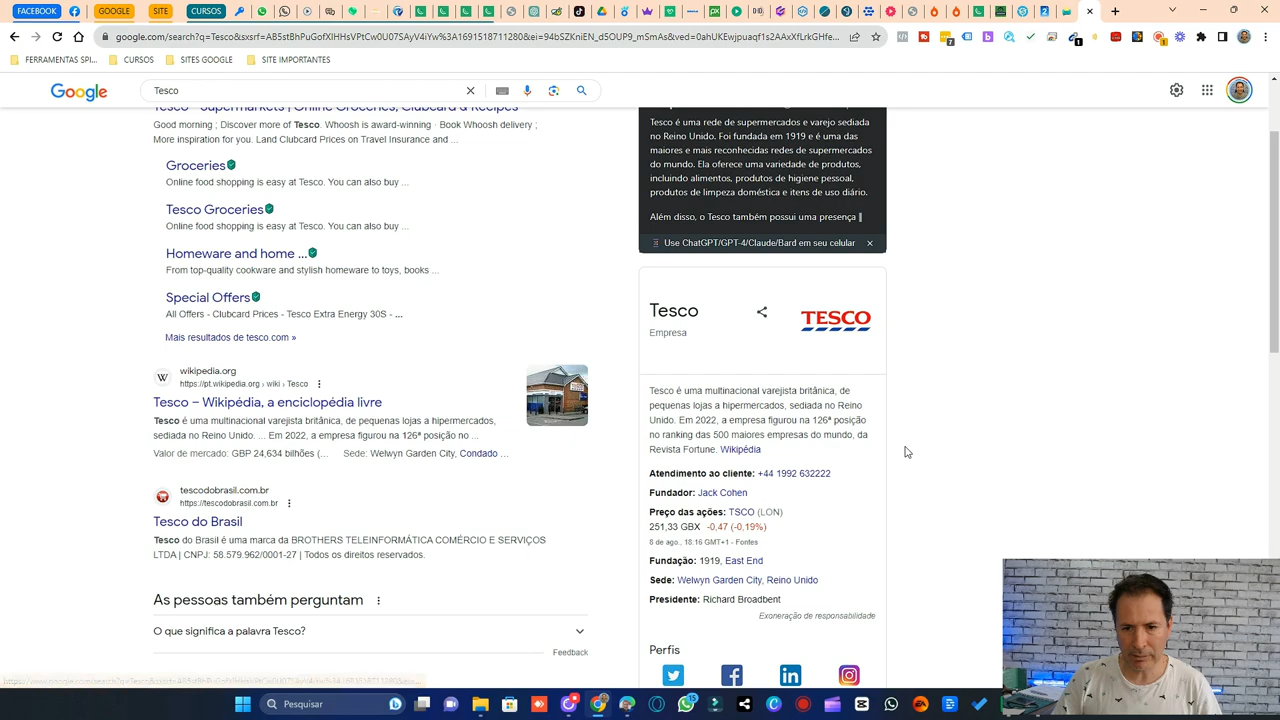 FACEBOOK
GOOGLE
SITE
CURSOS
google.com/search?q=Tesco&sxsrf=AB5stBhPuGofXIHHsVPtCw0U07SAyV4iYw%3A1691518711280&ei=94bSZKniEN_d5OUP9_mSmAs&ved=0ahUKEwjpuaqf1s2AAxXfLrkGHfe...
FERRAMENTAS SPI...
CURSOS
SITES GOOGLE
SITE IMPORTANTES
Google
Tesco
Tesco – Supermarkets | Online Groceries, Clubcard & Recipes
Good morning ; Discover more of Tesco. Whoosh is award-winning · Book Whoosh delivery ;
More inspiration for you. Land Clubcard Prices on Travel Insurance and ...
Groceries
Online food shopping is easy at Tesco. You can also buy ...
Tesco Groceries
Online food shopping is easy at Tesco. You can also buy ...
Homeware and home ...
From top-quality cookware and stylish homeware to toys, books ...
Special Offers
All Offers - Clubcard Prices - Tesco Extra Energy 30S - ...
Mais resultados de tesco.com »
W
wikipedia.org
https://pt.wikipedia.org › wiki › Tesco
Tesco – Wikipédia, a enciclopédia livre
Tesco é uma multinacional varejista britânica, de pequenas lojas a hipermercados,
sediada no Reino Unido. ... Em 2022, a empresa figurou na 126ª posição no ...
Valor de mercado: GBP 24,634 bilhões (... Sede: Welwyn Garden City, Condado ...
tescodobrasil.com.br
https://tescodobrasil.com.br
Tesco do Brasil
Tesco do Brasil é uma marca da BROTHERS TELEINFORMÁTICA COMÉRCIO E SERVIÇOS
LTDA | CNPJ: 58.579.962/0001-27 | Todos os direitos reservados.
As pessoas também perguntam
O que significa a palavra Tesco?
Feedback
Tesco é uma rede de supermercados e varejo sediada
no Reino Unido. Foi fundada em 1919 e é uma das
maiores e mais reconhecidas redes de supermercados
do mundo. Ela oferece uma variedade de produtos,
incluindo alimentos, produtos de higiene pessoal,
produtos de limpeza doméstica e itens de uso diário.
Além disso, o Tesco também possui uma presença
Use ChatGPT/GPT-4/Claude/Bard em seu celular
Tesco
Empresa
TESCO
Tesco é uma multinacional varejista britânica, de
pequenas lojas a hipermercados, sediada no Reino
Unido. Em 2022, a empresa figurou na 126ª posição
no ranking das 500 maiores empresas do mundo, da
Revista Fortune. Wikipédia
Atendimento ao cliente: +44 1992 632222
Fundador: Jack Cohen
Preço das ações: TSCO (LON)
251,33 GBX -0,47 (-0,19%)
8 de ago., 18:16 GMT+1 - Fontes
Fundação: 1919, East End
Sede: Welwyn Garden City, Reino Unido
Presidente: Richard Broadbent
Exoneração de responsabilidade
Perfis
Pesquisar
15